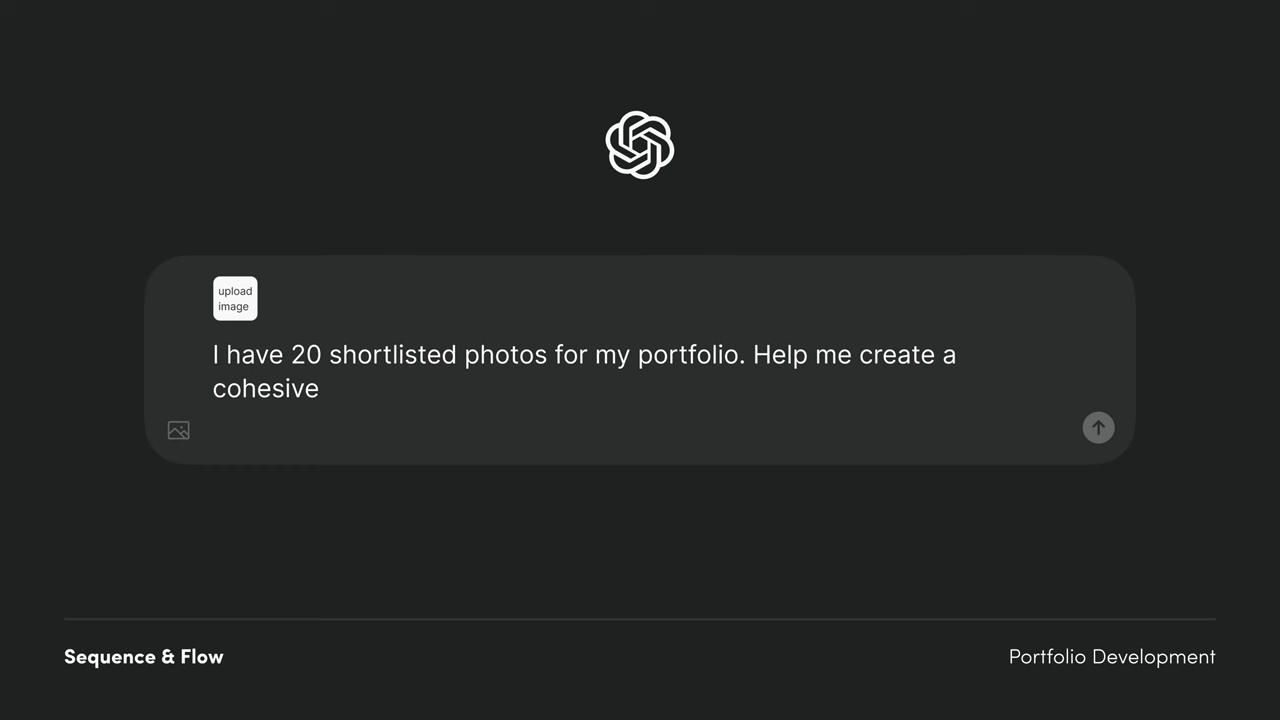 upload
image
I have 20 shortlisted photos for my portfolio. Help me create a
cohesive
Sequence & Flow
Portfolio Development